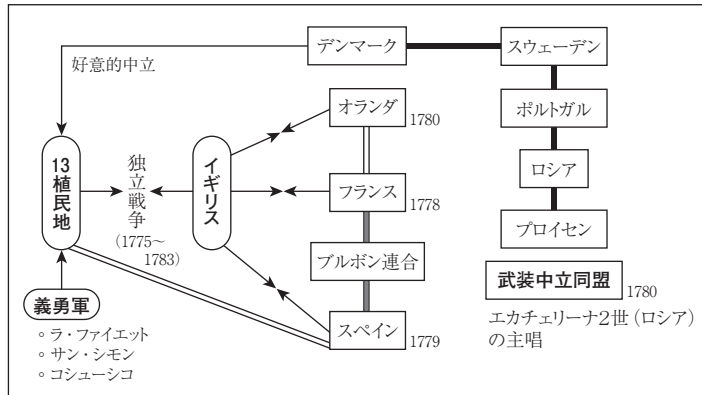 デンマーク
スウェーデン
好意的中立
オランダ
1780
ポルトガル
13植民地
独立戦争
(1775～
1783)
イギリス
フランス
1778
ロシア
プロイセン
ブルボン連合
義勇軍
武装中立同盟
1780
スペイン
1779
エカチェリーナ2世(ロシア)
の主唱
◦ラ・ファイエット
◦サン・シモン
◦コシューシコ